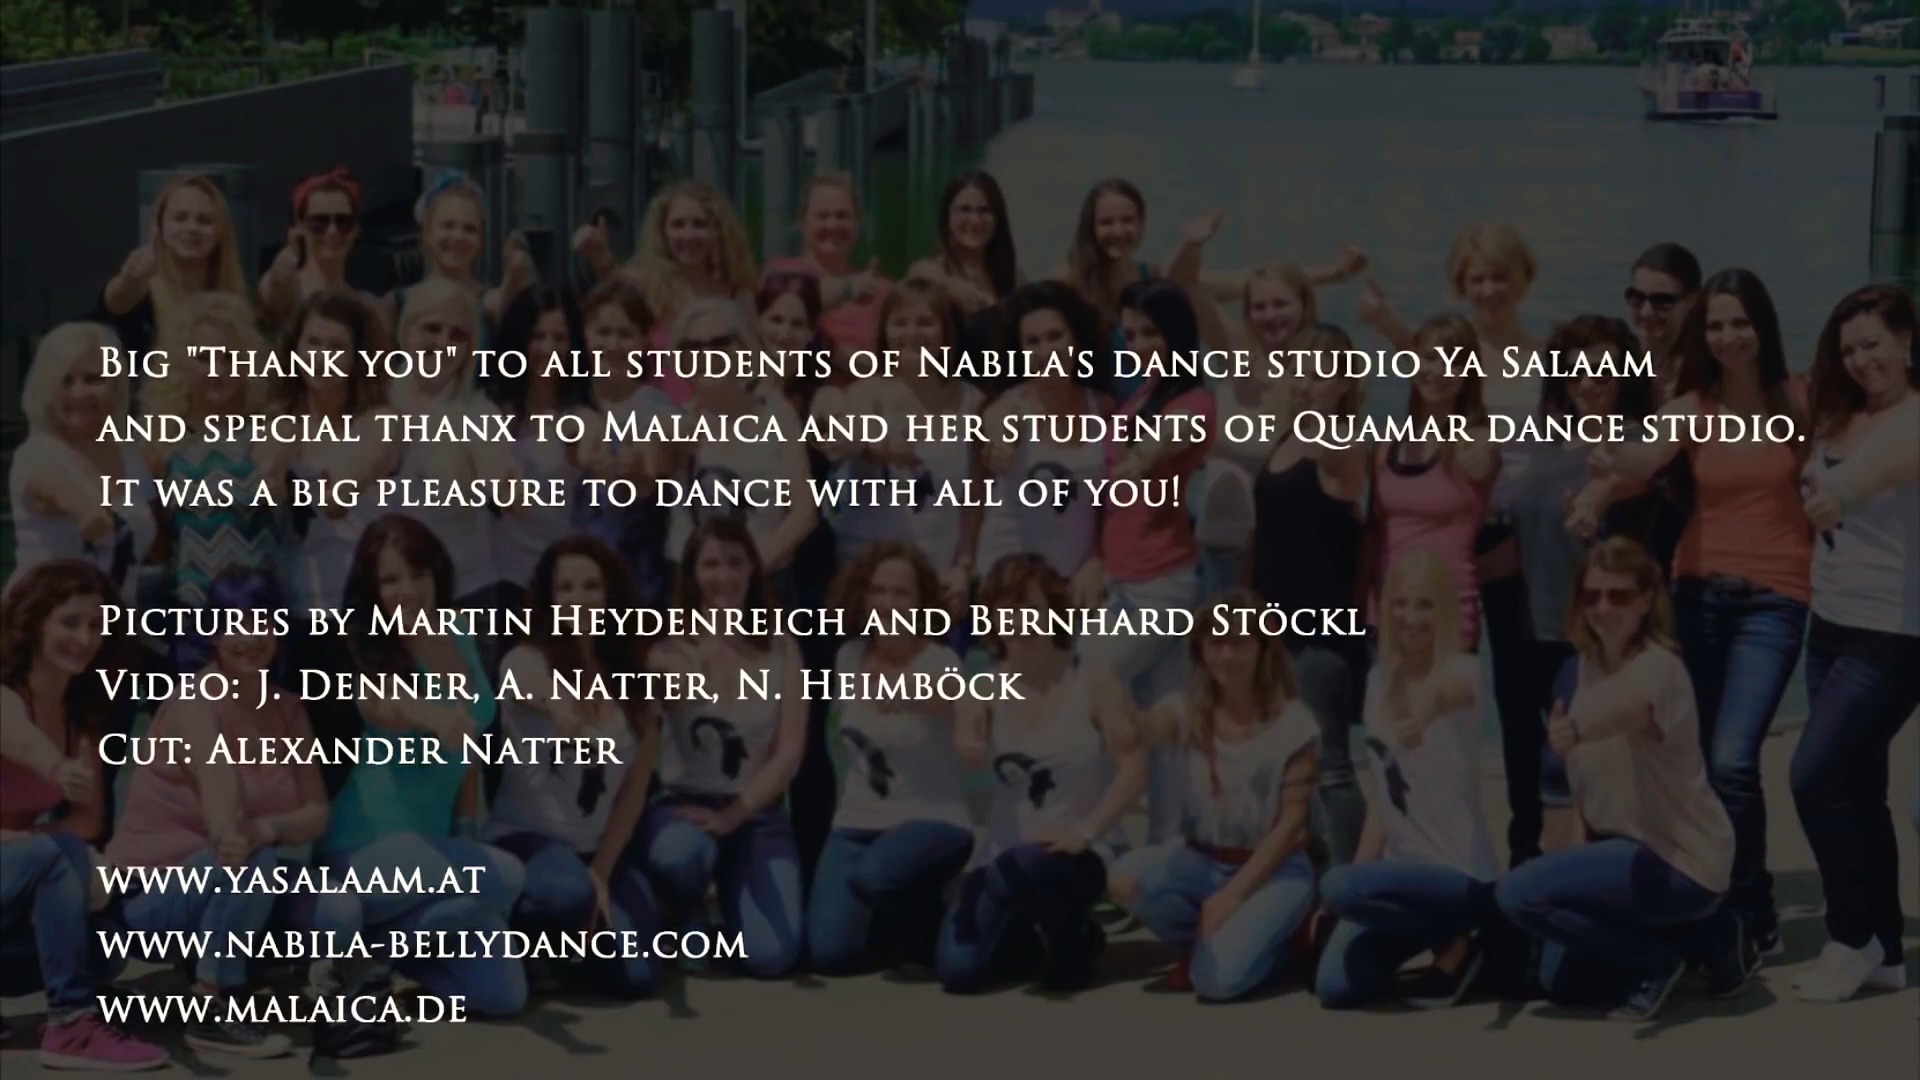 Big "Thank you" to all students of Nabila's dance studio Ya Salaam
and special thanx to Malaica and her students of Quamar dance studio.
It was a big pleasure to dance with all of you!
Pictures by Martin Heydenreich and Bernhard Stöckl
Video: J. Denner, A. Natter, N. Heimböck
Cut: Alexander Natter
www.yasalaam.at
www.nabila-bellydance.com
www.malaica.de